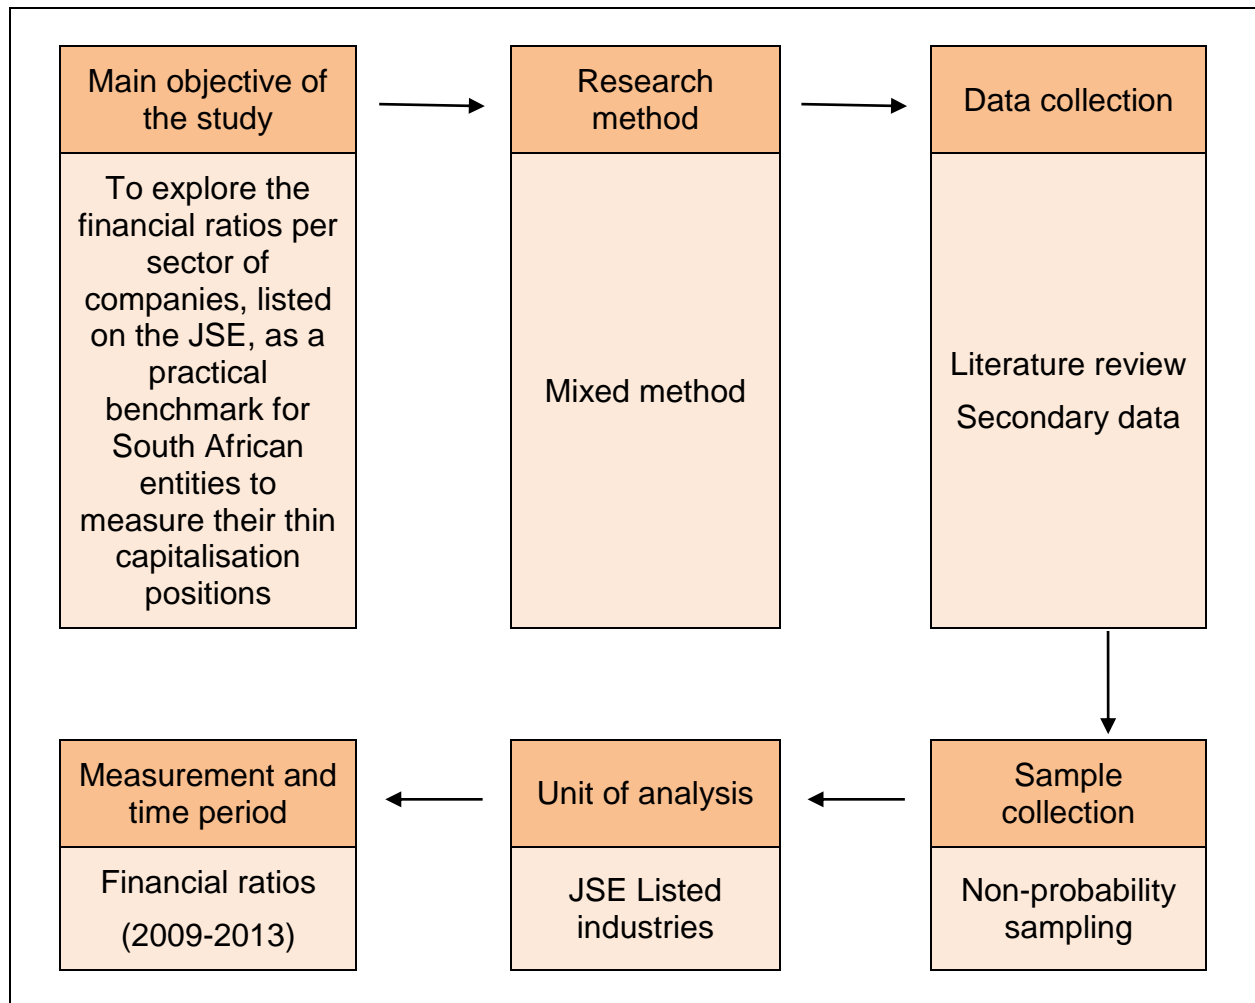 Main objective of
the study
To explore the
financial ratios per
sector of
companies, listed
on the JSE, as a
practical
benchmark for
South African
entities to
measure their thin
capitalisation
positions
Research
method
Mixed method
Data collection
Literature review
Secondary data
Sample
collection
Non-probability
sampling
Unit of analysis
JSE Listed
industries
Measurement and
time period
Financial ratios
(2009-2013)